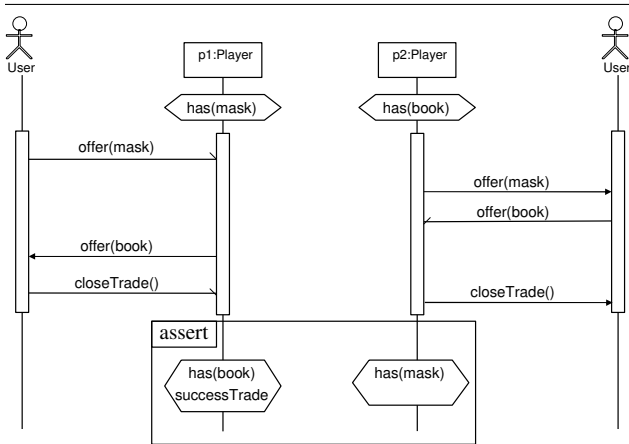 User
p1:Player
p2:Player
User
has(mask)
has(book)
offer(mask)
offer(mask)
offer(book)
offer(book)
closeTrade()
closeTrade()
assert
has(book)
successTrade
has(mask)